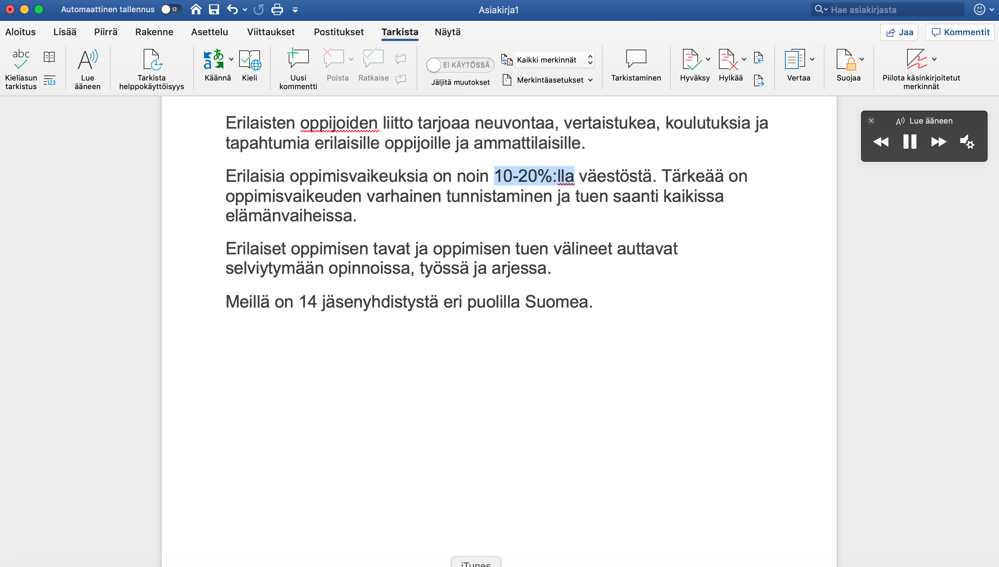 Automaattinen tallennus
Asiakirja1
Hae asiakirjasta
Aloitus Lisää Piirrä Rakenne Asettelu Viittaukset Postitukset Tarkista Näytä Jaa Kommentit
abc
Kieliasun
tarkistus
123
Lue
ääneen
Tarkista
helppokäyttöisyys
あ
a
Käännä
Kieli
Uusi
kommentti
Poista
Ratkaise
EI KÄYTÖSSÄ
Jäljitä muutokset
Kaikki merkinnät
Merkintäasetukset
Tarkistaminen
Hyväksy
Hylkää
Vertaa
Suojaa
Piilota käsinkirjoitetut
merkinnät
Lue ääneen
Erilaisten oppijoiden liitto tarjoaa neuvontaa, vertaistukea, koulutuksia ja
tapahtumia erilaisille oppijoille ja ammattilaisille.
Erilaisia oppimisvaikeuksia on noin 10-20%:lla väestöstä. Tärkeää on
oppimisvaikeuden varhainen tunnistaminen ja tuen saanti kaikissa
elämänvaiheissa.
Erilaiset oppimisen tavat ja oppimisen tuen välineet auttavat
selviytymään opinnoissa, työssä ja arjessa.
Meillä on 14 jäsenyhdistystä eri puolilla Suomea.
iTunes